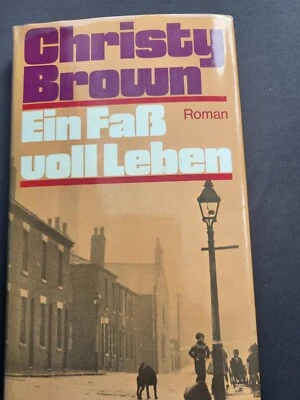 Christy
Brown
Ein Faß Roman
voll Leben